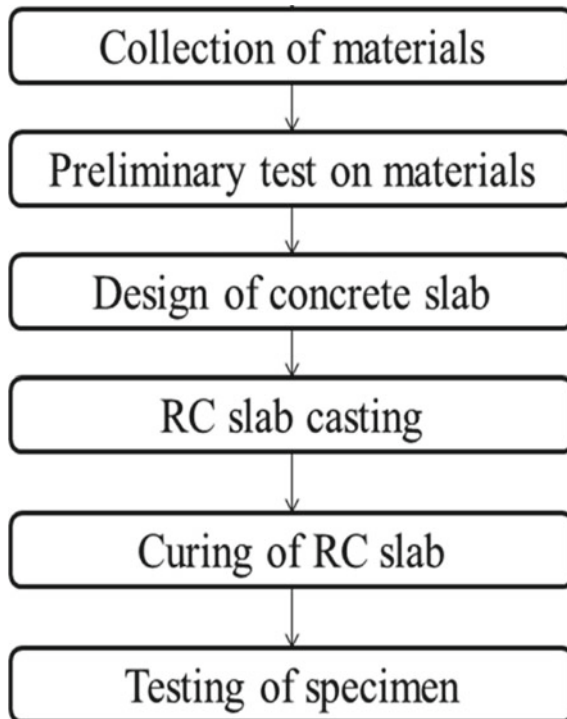 Collection of materials
Preliminary test on materials
Design of concrete slab
RC slab casting
Curing of RC slab
Testing of specimen